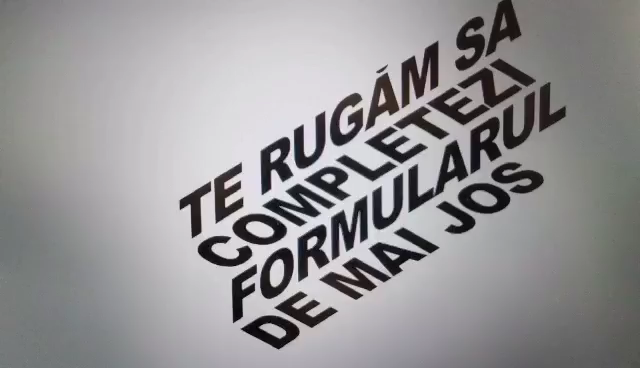 TE RUGĂM SA
COMPLETEZI
FORMULARUL
DE MAI JOS